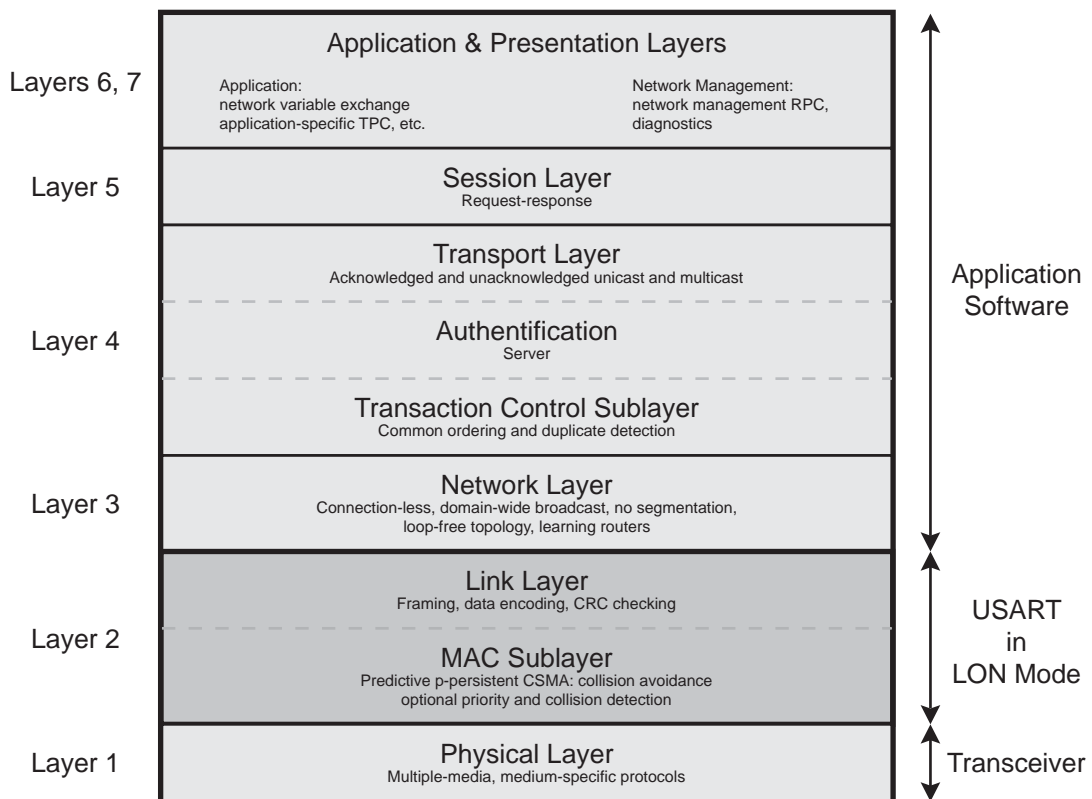 Application & Presentation Layers
Layers 6, 7
Application:
network variable exchange
application-specific TPC, etc.
Network Management:
network management RPC,
diagnostics
Layer 5
Session Layer
Request-response
Transport Layer
Acknowledged and unacknowledged unicast and multicast
Layer 4
Authentification
Server
Transaction Control Sublayer
Common ordering and duplicate detection
Layer 3
Network Layer
Connection-less, domain-wide broadcast, no segmentation,
loop-free topology, learning routers
Application
Software
Layer 2
Link Layer
Framing, data encoding, CRC checking
MAC Sublayer
Predictive p-persistent CSMA: collision avoidance
optional priority and collision detection
USART
in
LON Mode
Layer 1
Physical Layer
Multiple-media, medium-specific protocols
Transceiver